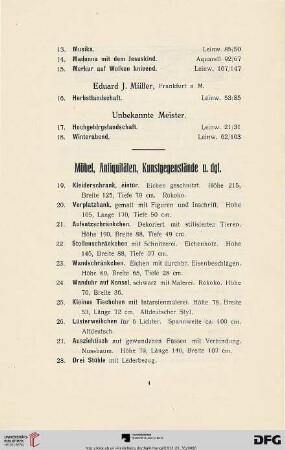 13. Musika. Leinw. 85/50
14. Madonna mit dem Jesuskind. Aquarell 92/67
15. Merkur auf Wolken knieend. Leinw. 167/147
Eduard J. Müller, Frankfurt a. M.
16. Herbstlandschaft. Leinw. 53/85
Unbekannte Meister.
17. Hochgebirgslandschaft. Leinw. 21/31
18. Winterabend. Leinw. 62/103
Möbel, Antiquitäten, Kunstgegenstände u. dgl.
19. Kleiderschrank, eintür. Eichen geschnitzt. Höhe 215,
Breite 125, Tiefe 70 cm. Rokoko.
20. Vorplatzbank, gemalt mit Figuren und Inschrift. Höhe
105, Länge 170, Tiefe 50 cm.
21. Aufsatzschränkchen. Dekoriert mit stilisierten Tieren.
Höhe 190, Breite 88, Tiefe 49 cm.
22. Stollenschränkchen mit Schnitzerei. Eichenholz. Höhe
145, Breite 88, Tiefe 37 cm.
23. Wandschränkchen. Eichen mit durchbr. Eisenbeschlägen.
Höhe 80, Breite 65, Tiefe 28 cm.
24. Wanduhr auf Konsol, schwarz mit Malerei. Rokoko. Höhe
70, Breite 36.
25. Kleines Tischchen mit Intarsienmalerei. Höhe 78, Breite
53, Länge 72 cm. Altdeutscher Styl.
26. Lüsterweibchen für 6 Lichter. Spannweite ca. 100 cm.
Altdeutsch.
27. Ausziehtisch auf gewundenen Füssen mit Verbindung.
Nussbaum. Höhe 79, Länge 140, Breite 107 cm.
28. Drei Stühle mit Lederbezug.
4
DFG